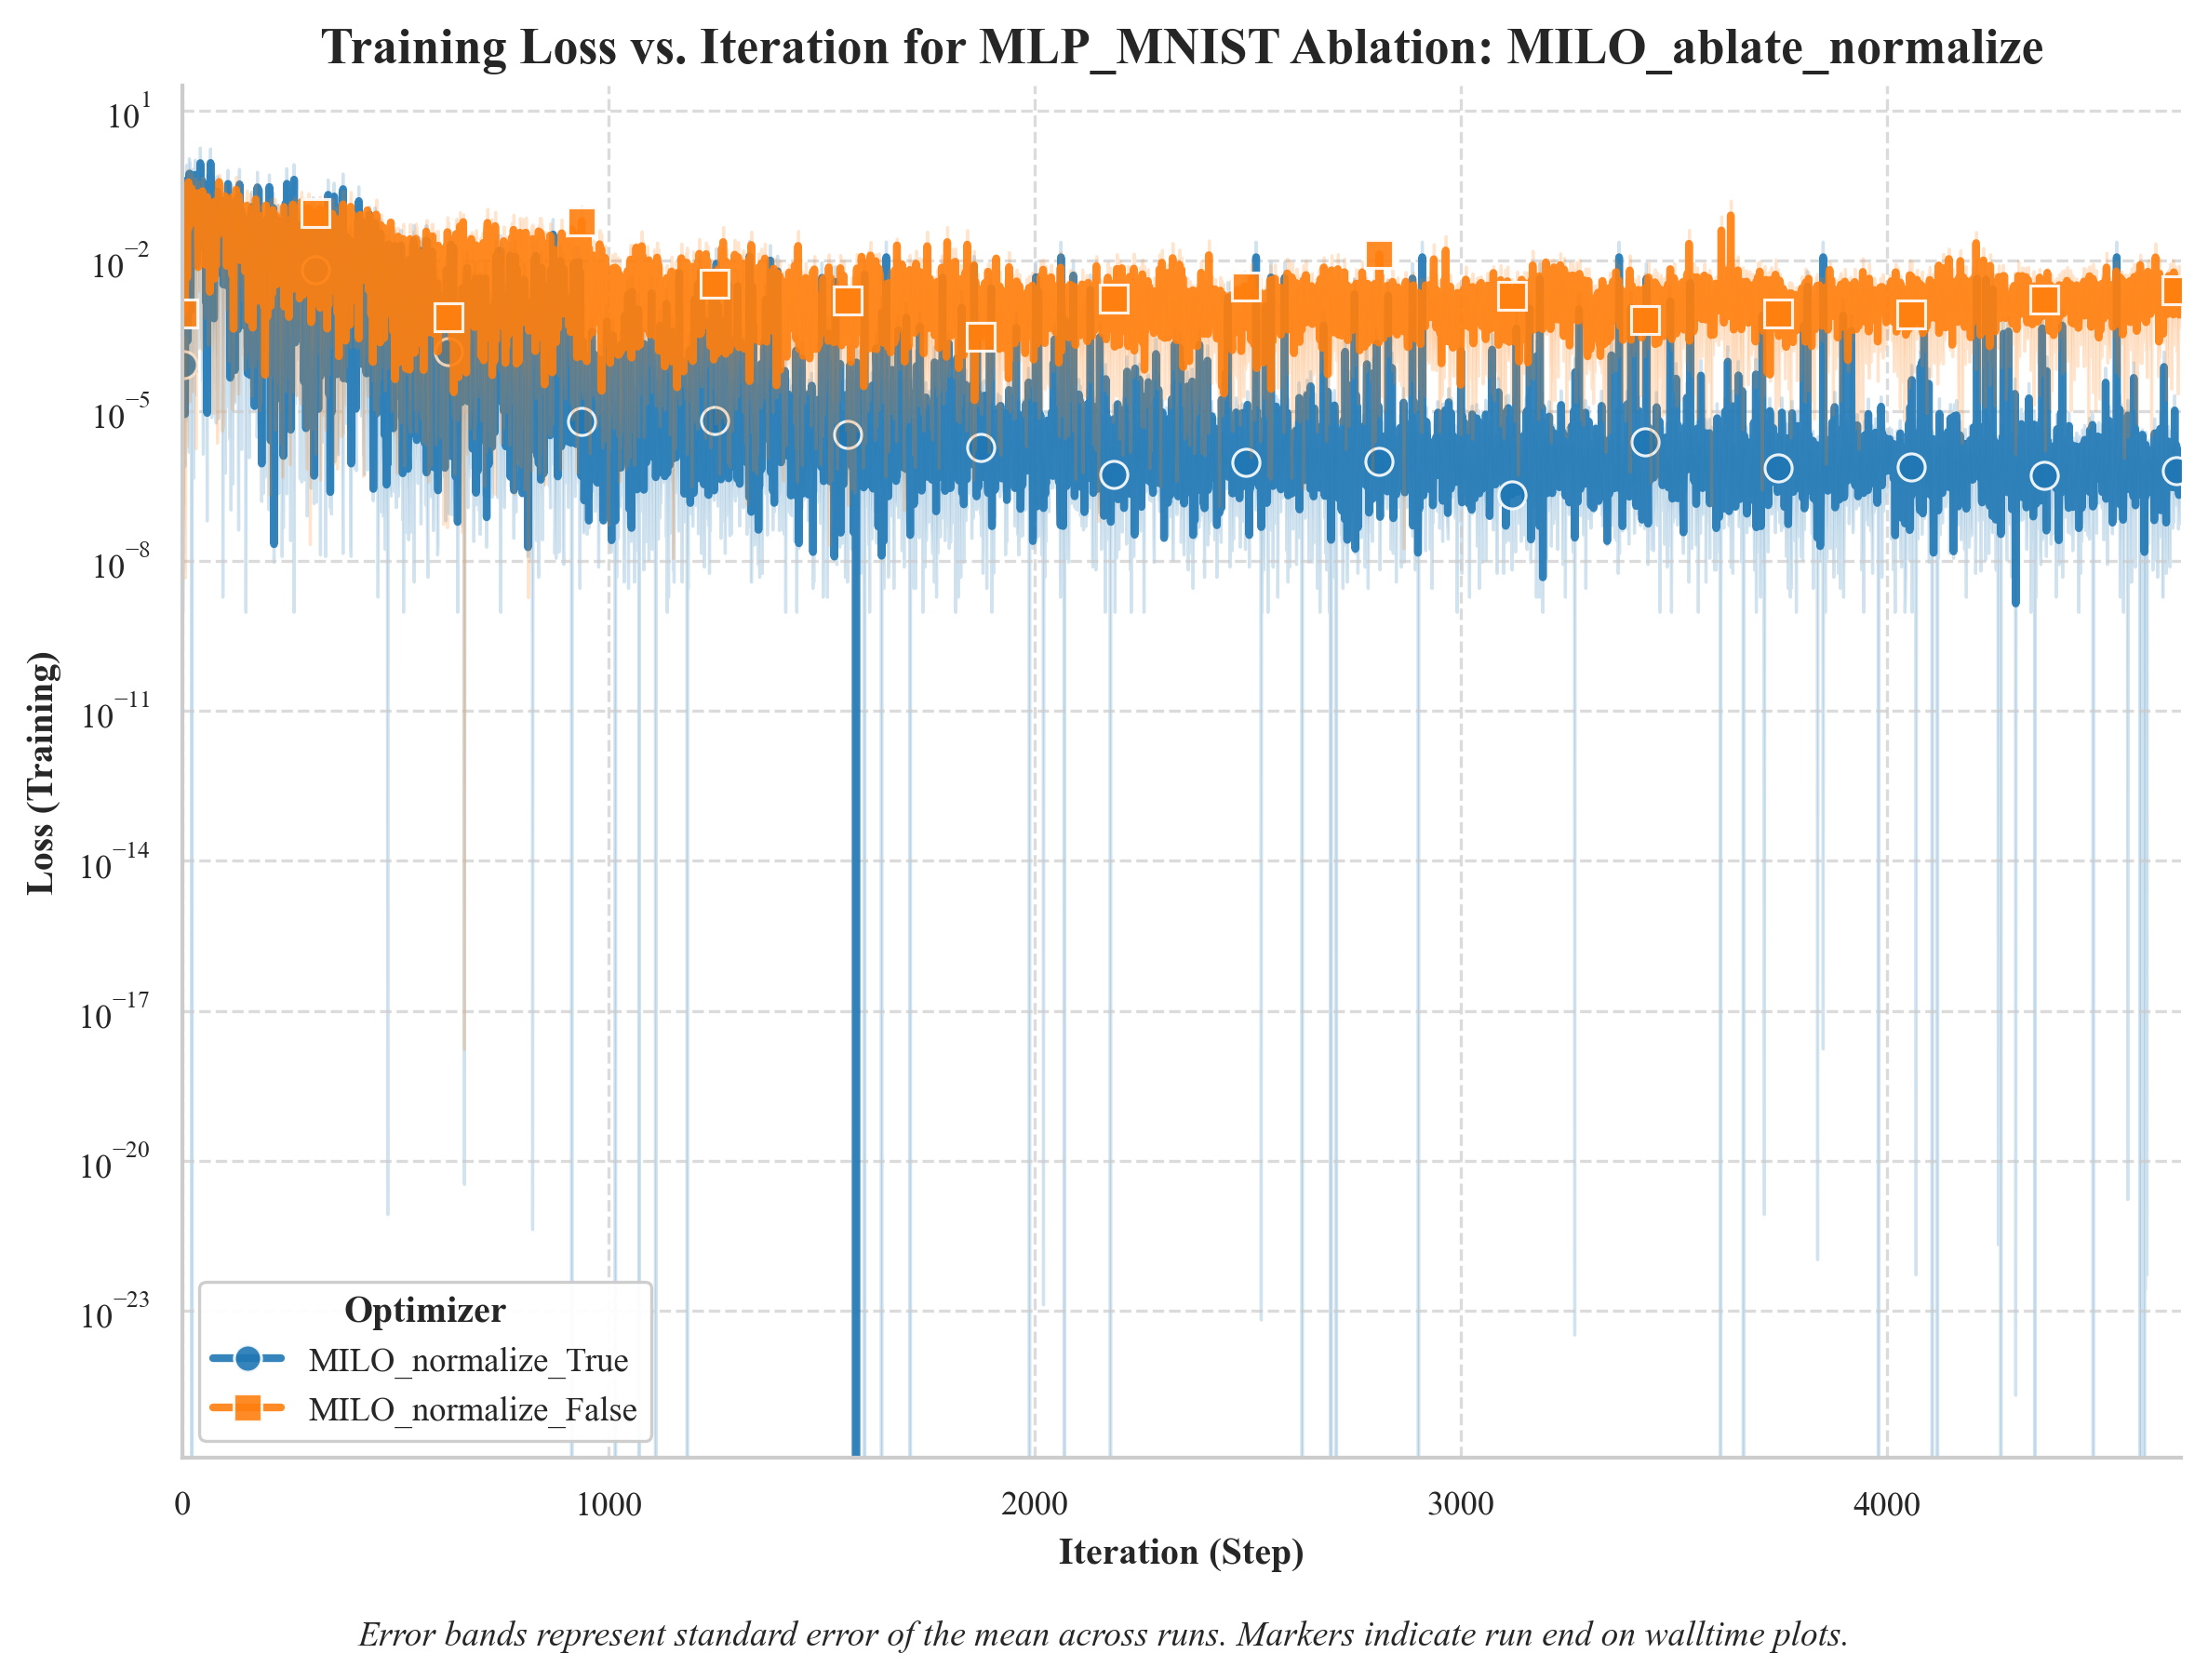 Training Loss vs. Iteration for MLP_MNIST Ablation: MILO_ablate_normalize
Loss (Training)
10^1
10^−2
10^−5
10^−8
10^−11
10^−14
10^−17
10^−20
10^−23
Optimizer
MILO_normalize_True
MILO_normalize_False
0 1000 2000 3000 4000
Iteration (Step)
Error bands represent standard error of the mean across runs. Markers indicate run end on walltime plots.